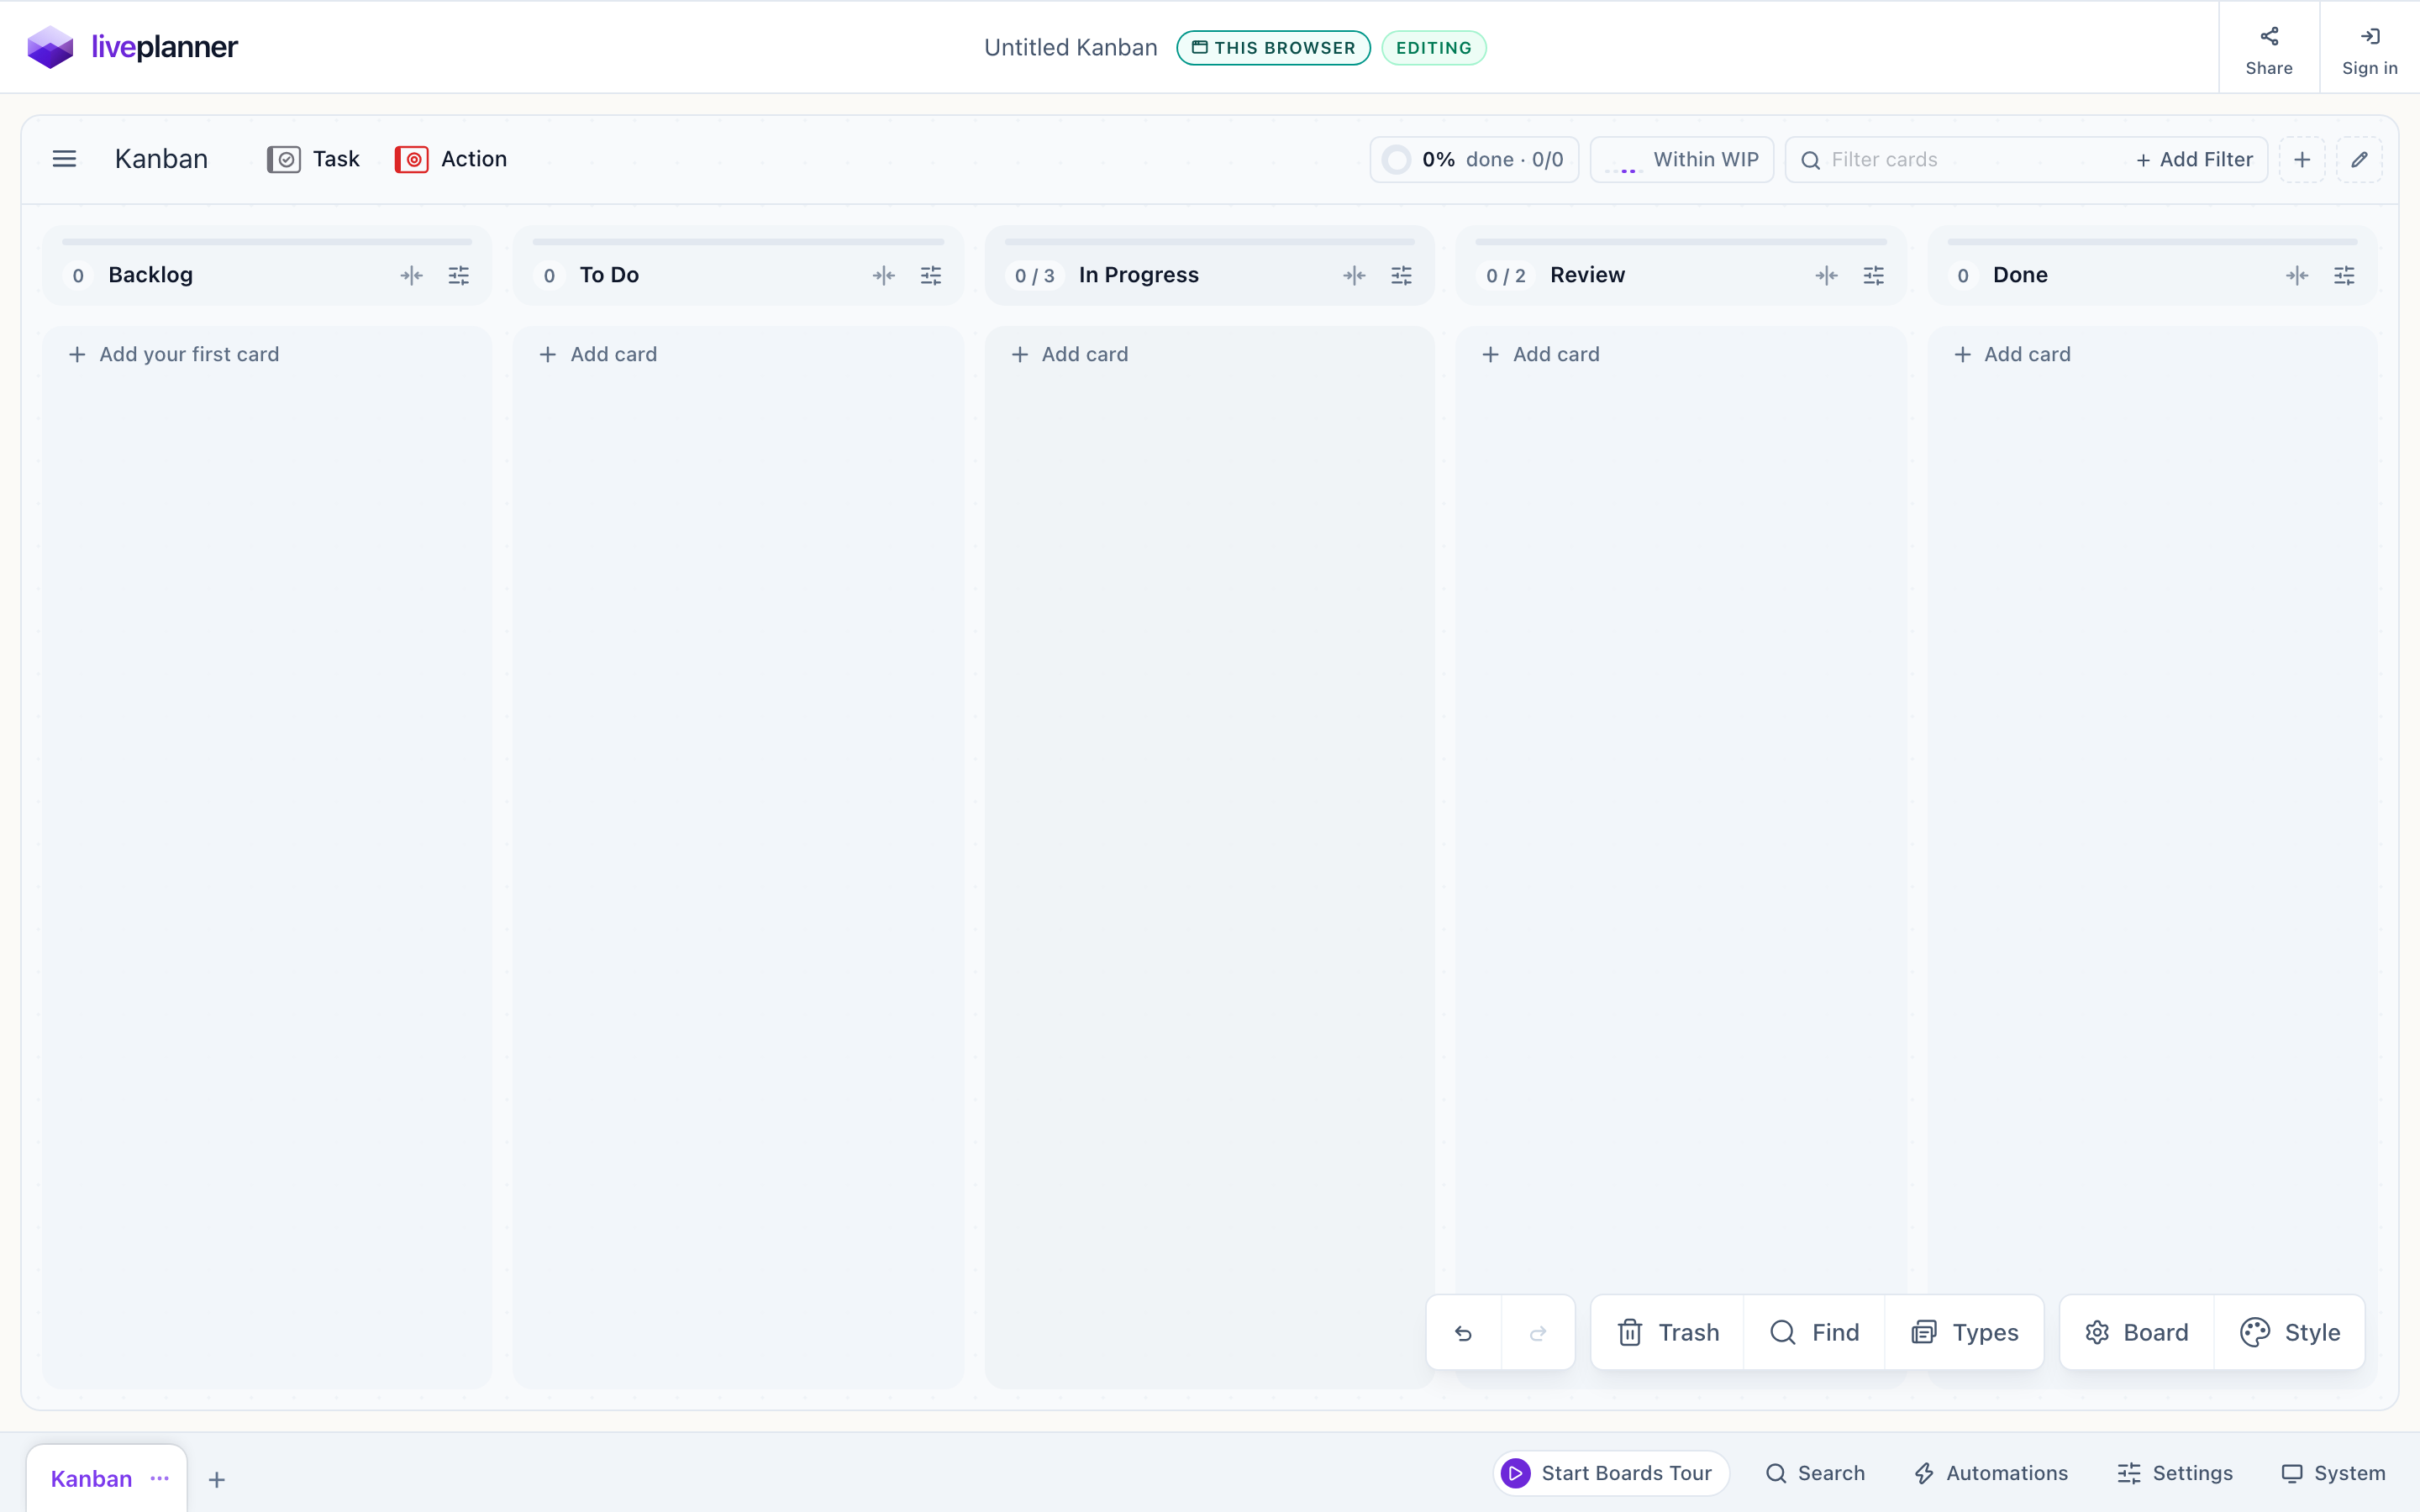 liveplanner
Untitled Kanban THIS BROWSER EDITING
Share
Sign in
Kanban Task Action 0% done · 0/0 Within WIP Filter cards + Add Filter
0 Backlog
0 To Do
0 / 3 In Progress
0 / 2 Review
0 Done
+ Add your first card
+ Add card
+ Add card
+ Add card
+ Add card
Trash Find Types Board Style
Kanban ... +
Start Boards Tour Search Automations Settings System